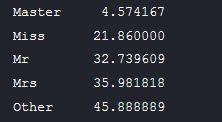 Master 4.574167
Miss 21.860000
Mr 32.739609
Mrs 35.981818
Other 45.888889